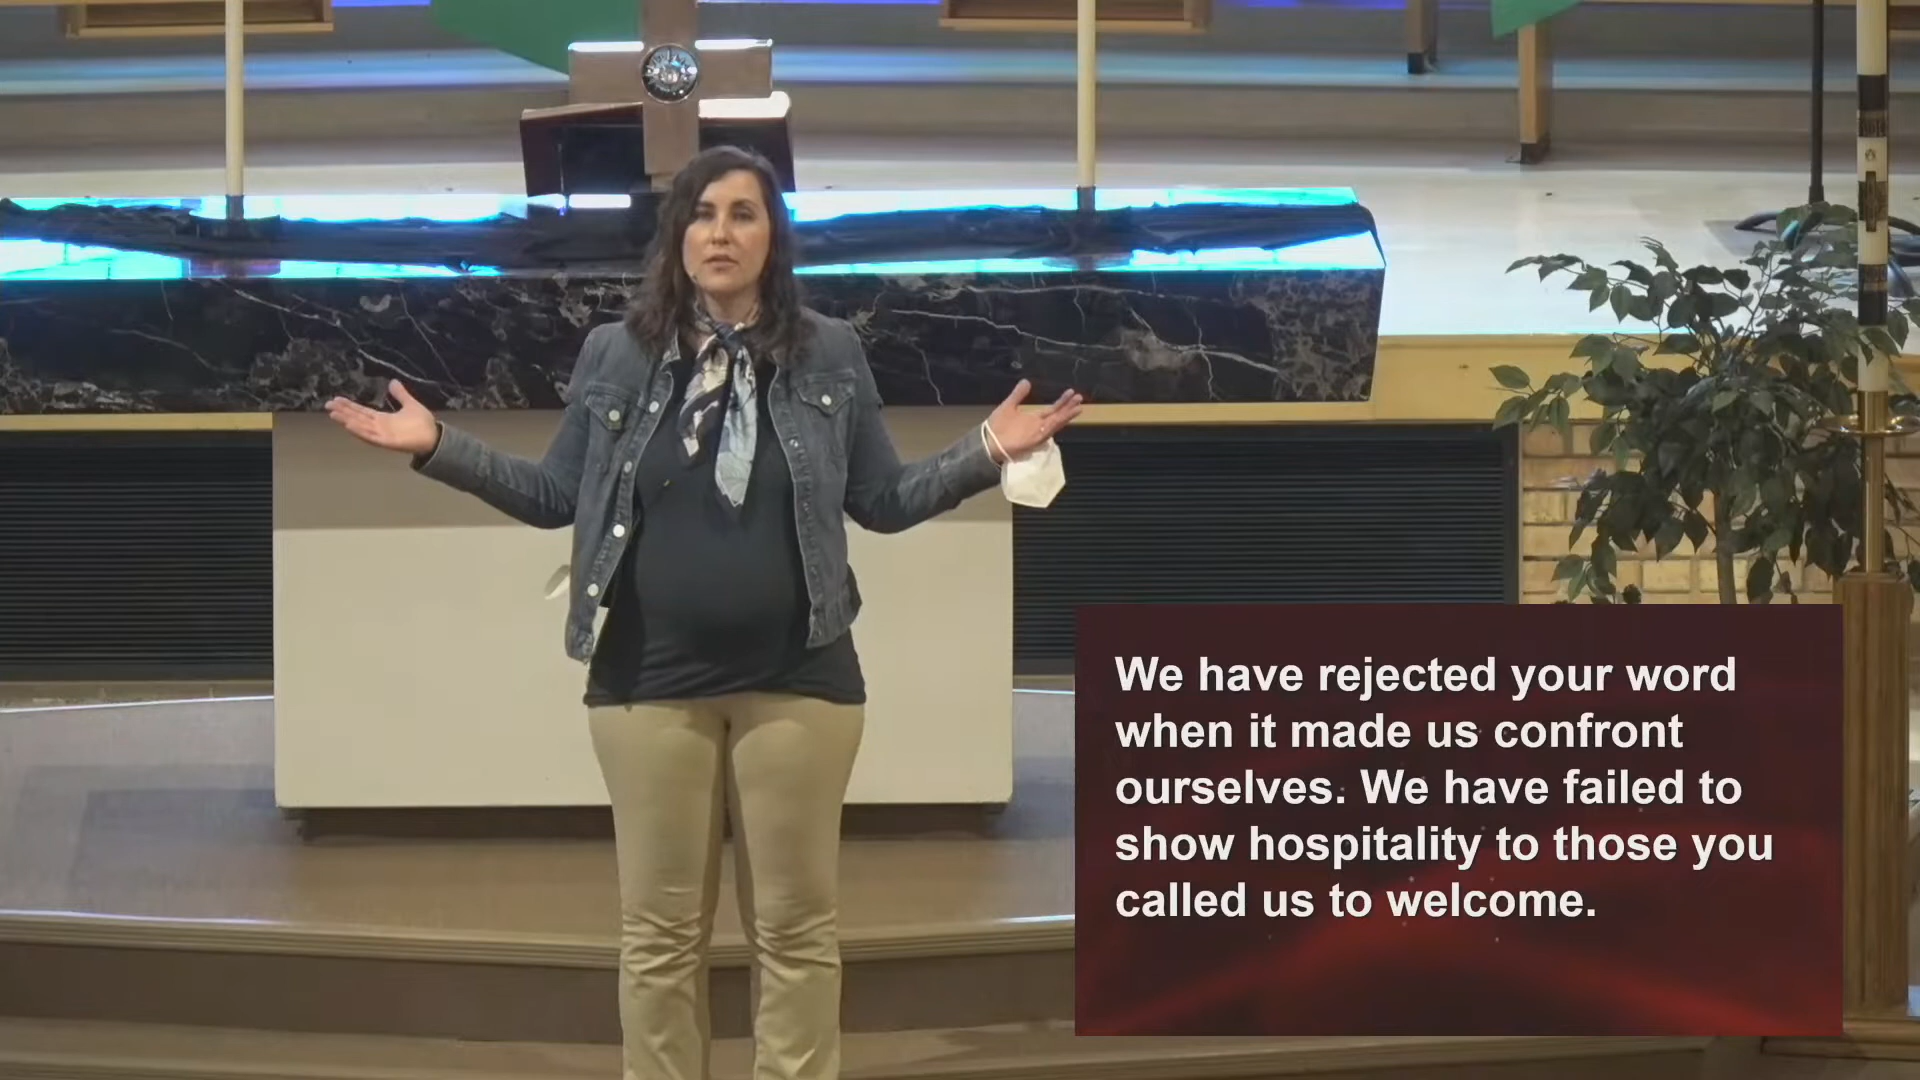 We have rejected your word
when it made us confront
ourselves. We have failed to
show hospitality to those you
called us to welcome.